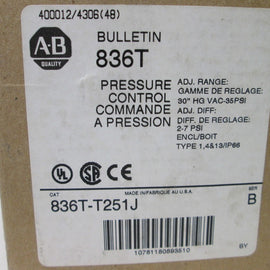 400012/4306(48)
A-B
QUALITY
BULLETIN
836T
PRESSURE
CONTROL
COMMANDE
A PRESSION
ADJ. RANGE:
GAMME DE REGLAGE:
30" HG VAC-35PSI
ADJ. DIFF:
DIFF. DE REGLAGE:
2-7 PSI
ENCL/BOIT
TYPE 1,4&13/IP66
UL
SA
CAT
MADE IN/FABRIQUE AU U.S.A.
SER
836T-T251J
B
10781180893510
BY